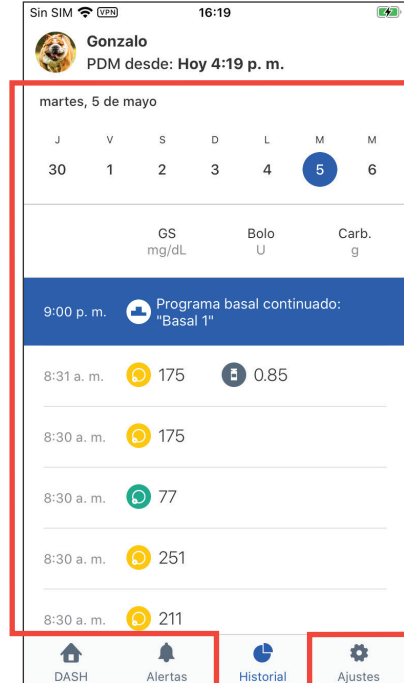 Sin SIM VPN 16:19
Gonzalo
PDM desde: Hoy 4:19 p. m.
martes, 5 de mayo
J V S D L M M
30 1 2 3 4 5 6
GS Bolo Carb.
mg/dL U g
9:00 p. m. Programa basal continuado:
"Basal 1"
8:31 a. m. 175 0.85
8:30 a. m. 175
8:30 a. m. 77
8:30 a. m. 251
8:30 a. m. 211
DASH Alertas Historial Ajustes